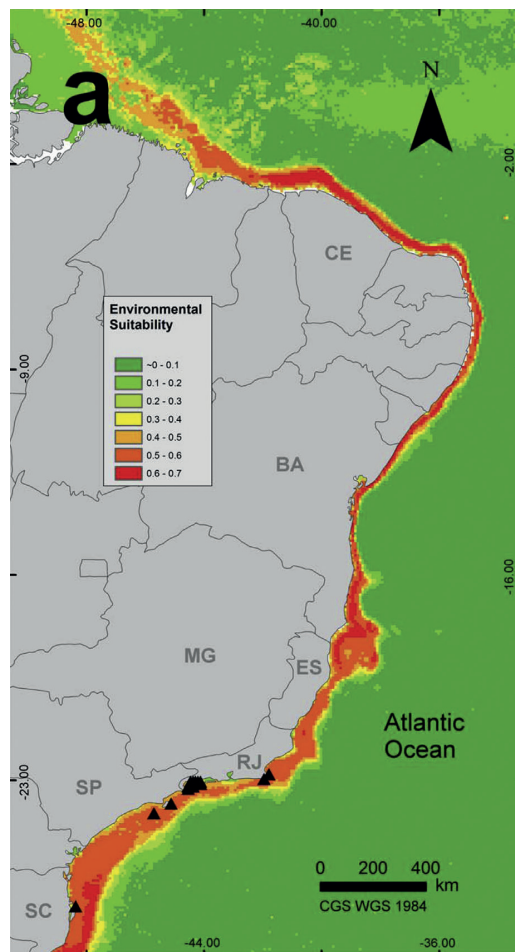 -48.00
-40.00
a
N
-2.00
CE
Environmental
Suitability
~0 - 0.1
0.1 - 0.2
0.2 - 0.3
0.3 - 0.4
0.4 - 0.5
0.5 - 0.6
0.6 - 0.7
-9.00
BA
-16.00
MG
ES
Atlantic
Ocean
RJ
-23.00
SP
0 200 400
km
CGS WGS 1984
SC
-44.00
-36.00